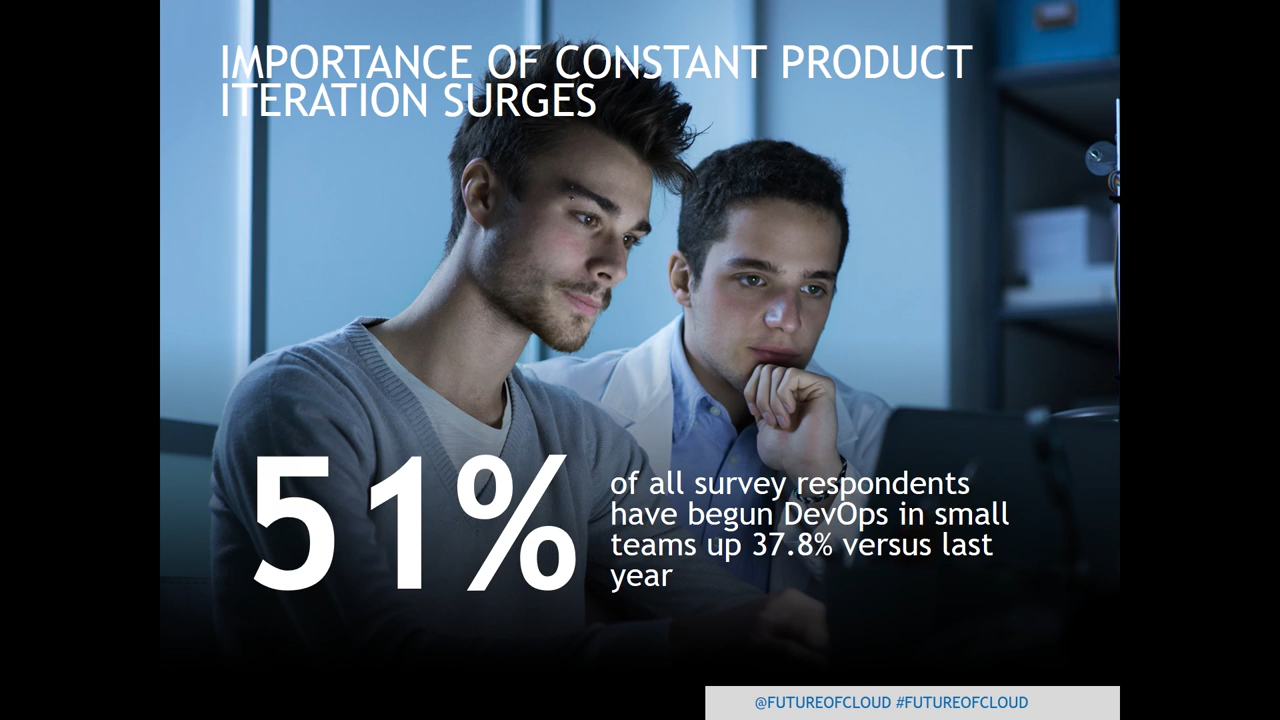 IMPORTANCE OF CONSTANT PRODUCT
ITERATION SURGES
51%
of all survey respondents
have begun DevOps in small
teams up 37.8% versus last
year
@FUTUREOFCLOUD #FUTUREOFCLOUD